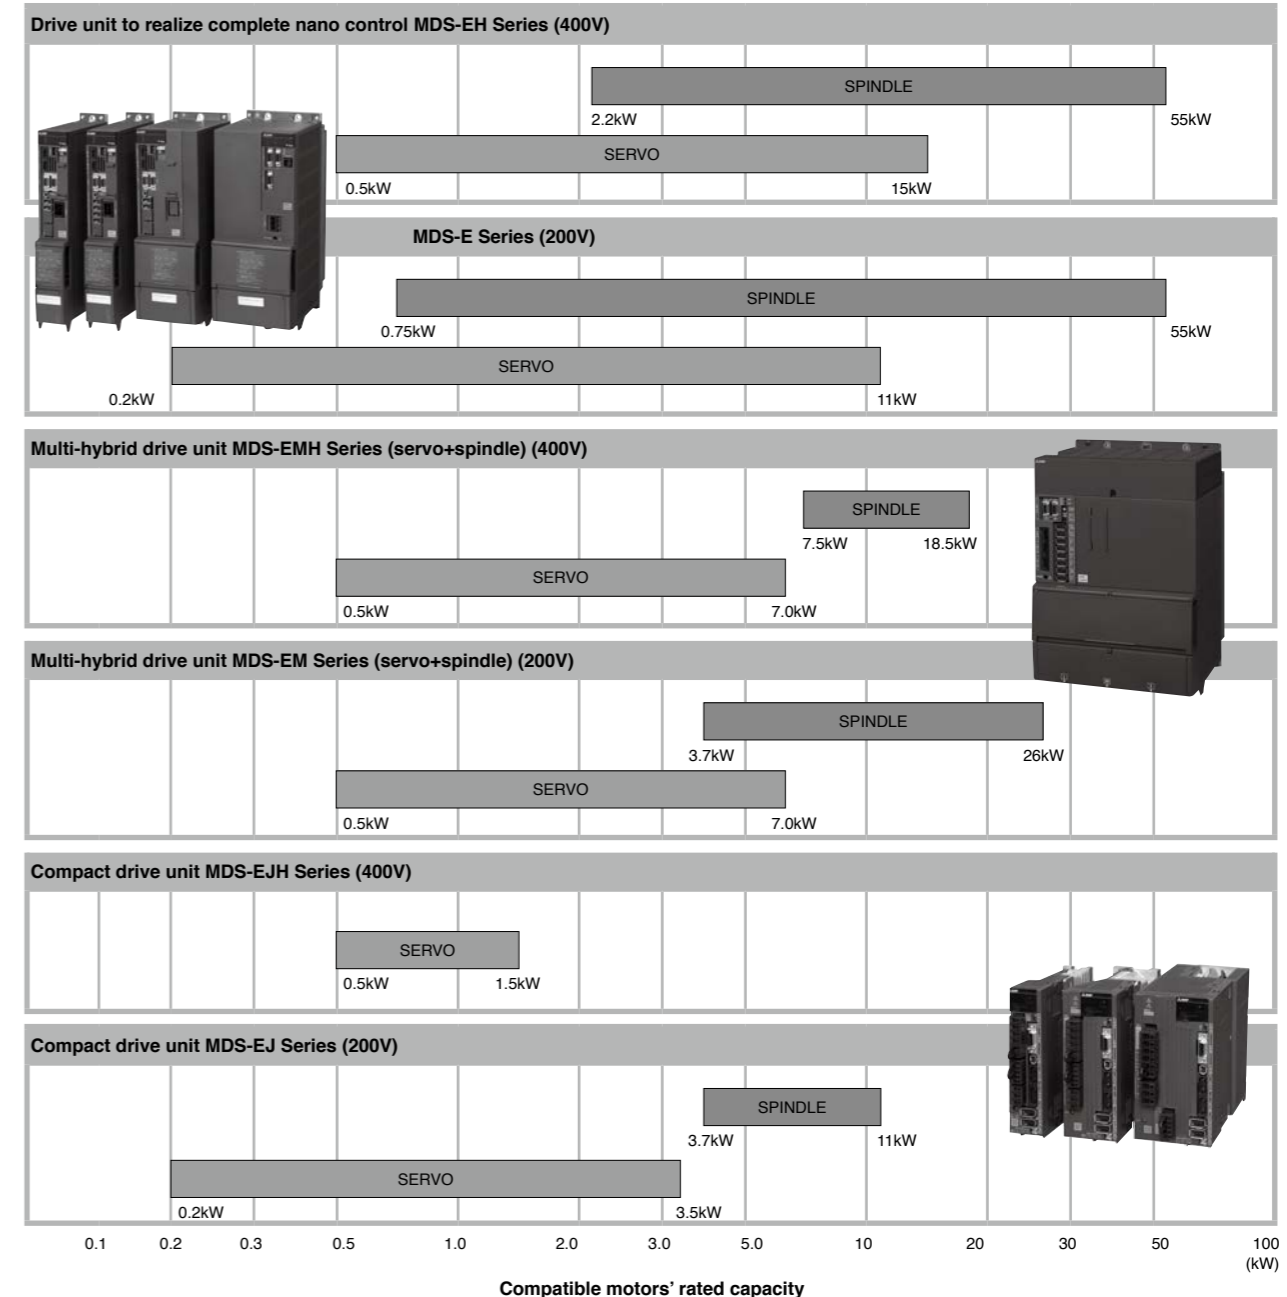 Drive unit to realize complete nano control MDS-EH Series (400V)
SPINDLE
2.2kW 55kW
SERVO
0.5kW 15kW
MDS-E Series (200V)
SPINDLE
0.75kW 55kW
SERVO
0.2kW 11kW
Multi-hybrid drive unit MDS-EMH Series (servo+spindle) (400V)
SPINDLE
7.5kW 18.5kW
SERVO
0.5kW 7.0kW
Multi-hybrid drive unit MDS-EM Series (servo+spindle) (200V)
SPINDLE
3.7kW 26kW
SERVO
0.5kW 7.0kW
Compact drive unit MDS-EJH Series (400V)
SERVO
0.5kW 1.5kW
Compact drive unit MDS-EJ Series (200V)
SPINDLE
3.7kW 11kW
SERVO
0.2kW 3.5kW
0.1 0.2 0.3 0.5 1.0 2.0 3.0 5.0 10 20 30 50 100
(kW)
Compatible motors' rated capacity